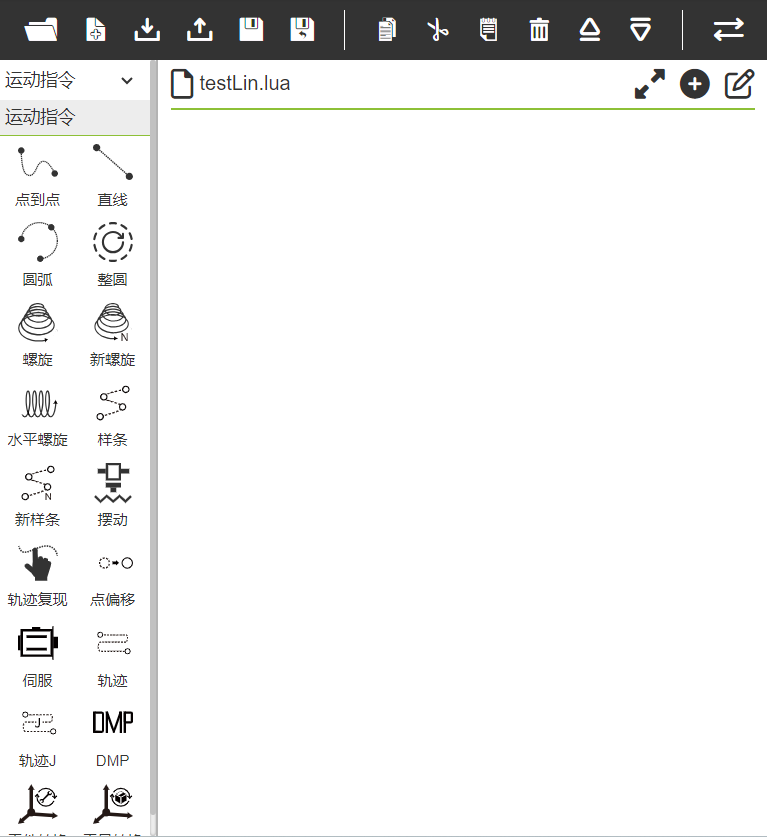 运动指令
testLin.lua
运动指令
点到点 直线
圆弧 整圆
螺旋 新螺旋
N
水平螺旋 样条
N
新样条 摆动
轨迹复现 点偏移
伺服 轨迹
J
DMP
轨迹J DMP